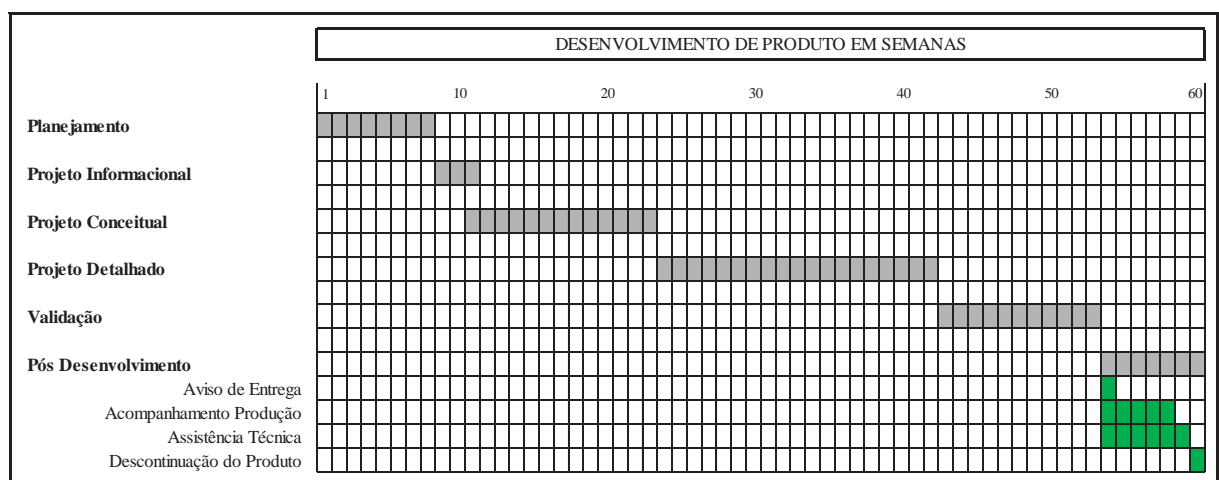 DESENVOLVIMENTO DE PRODUTO EM SEMANAS
1 10 20 30 40 50 60
Planejamento
Projeto Informacional
Projeto Conceitual
Projeto Detalhado
Validação
Pós Desenvolvimento
Aviso de Entrega
Acompanhamento Produção
Assistência Técnica
Descontinuação do Produto